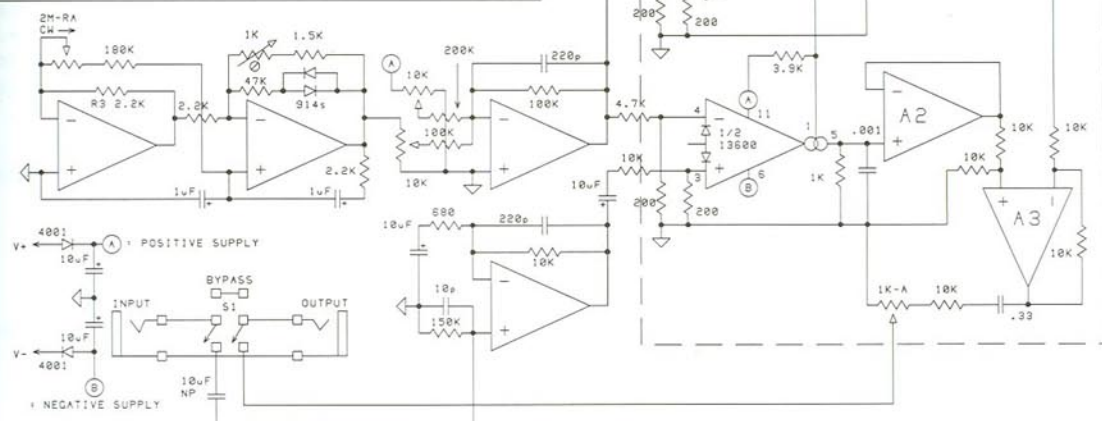 2M-RA
CW
180K
R3 2.2K
2.2K
1K
1.5K
47K
914s
2.2K
1uF
1uF
A
10K
200K
100K
10K
220p
100K
4.7K
10K
10uF
200
200
200
200
3.9K
A
11
4
1/2
13600
3
B
6
1
5
.001
1K
A2
10K
10K
10K
A3
10K
1K-A
10K
.33
680
10uF
220p
10K
10p
150K
V+
4001
A = POSITIVE SUPPLY
10uF
10uF
V-
4001
B
= NEGATIVE SUPPLY
INPUT
BYPASS
S1
OUTPUT
10uF
NP